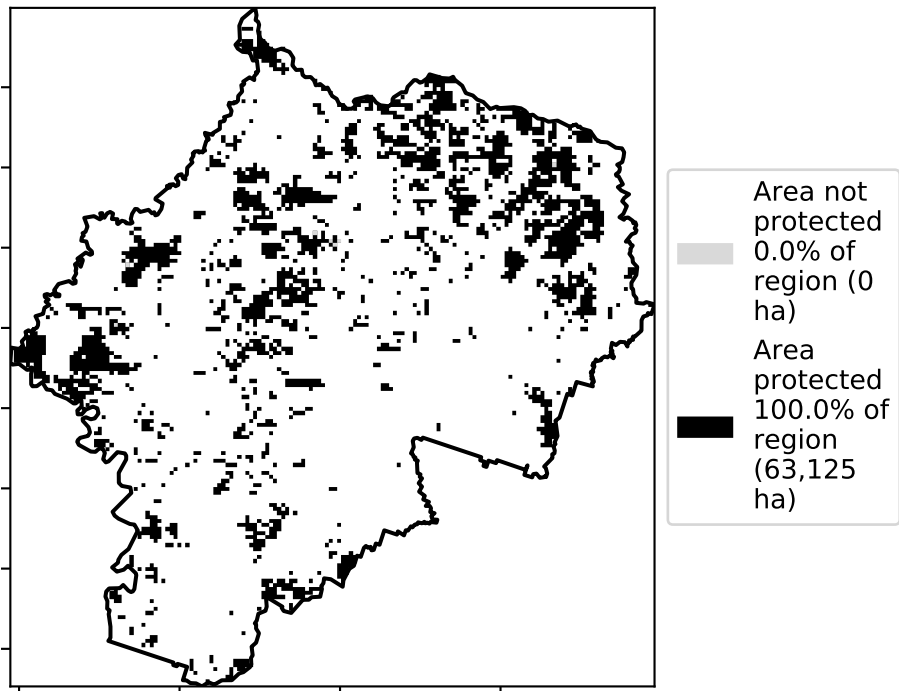 Area not
protected
0.0% of
region (0
ha)
Area
protected
100.0% of
region
(63,125
ha)